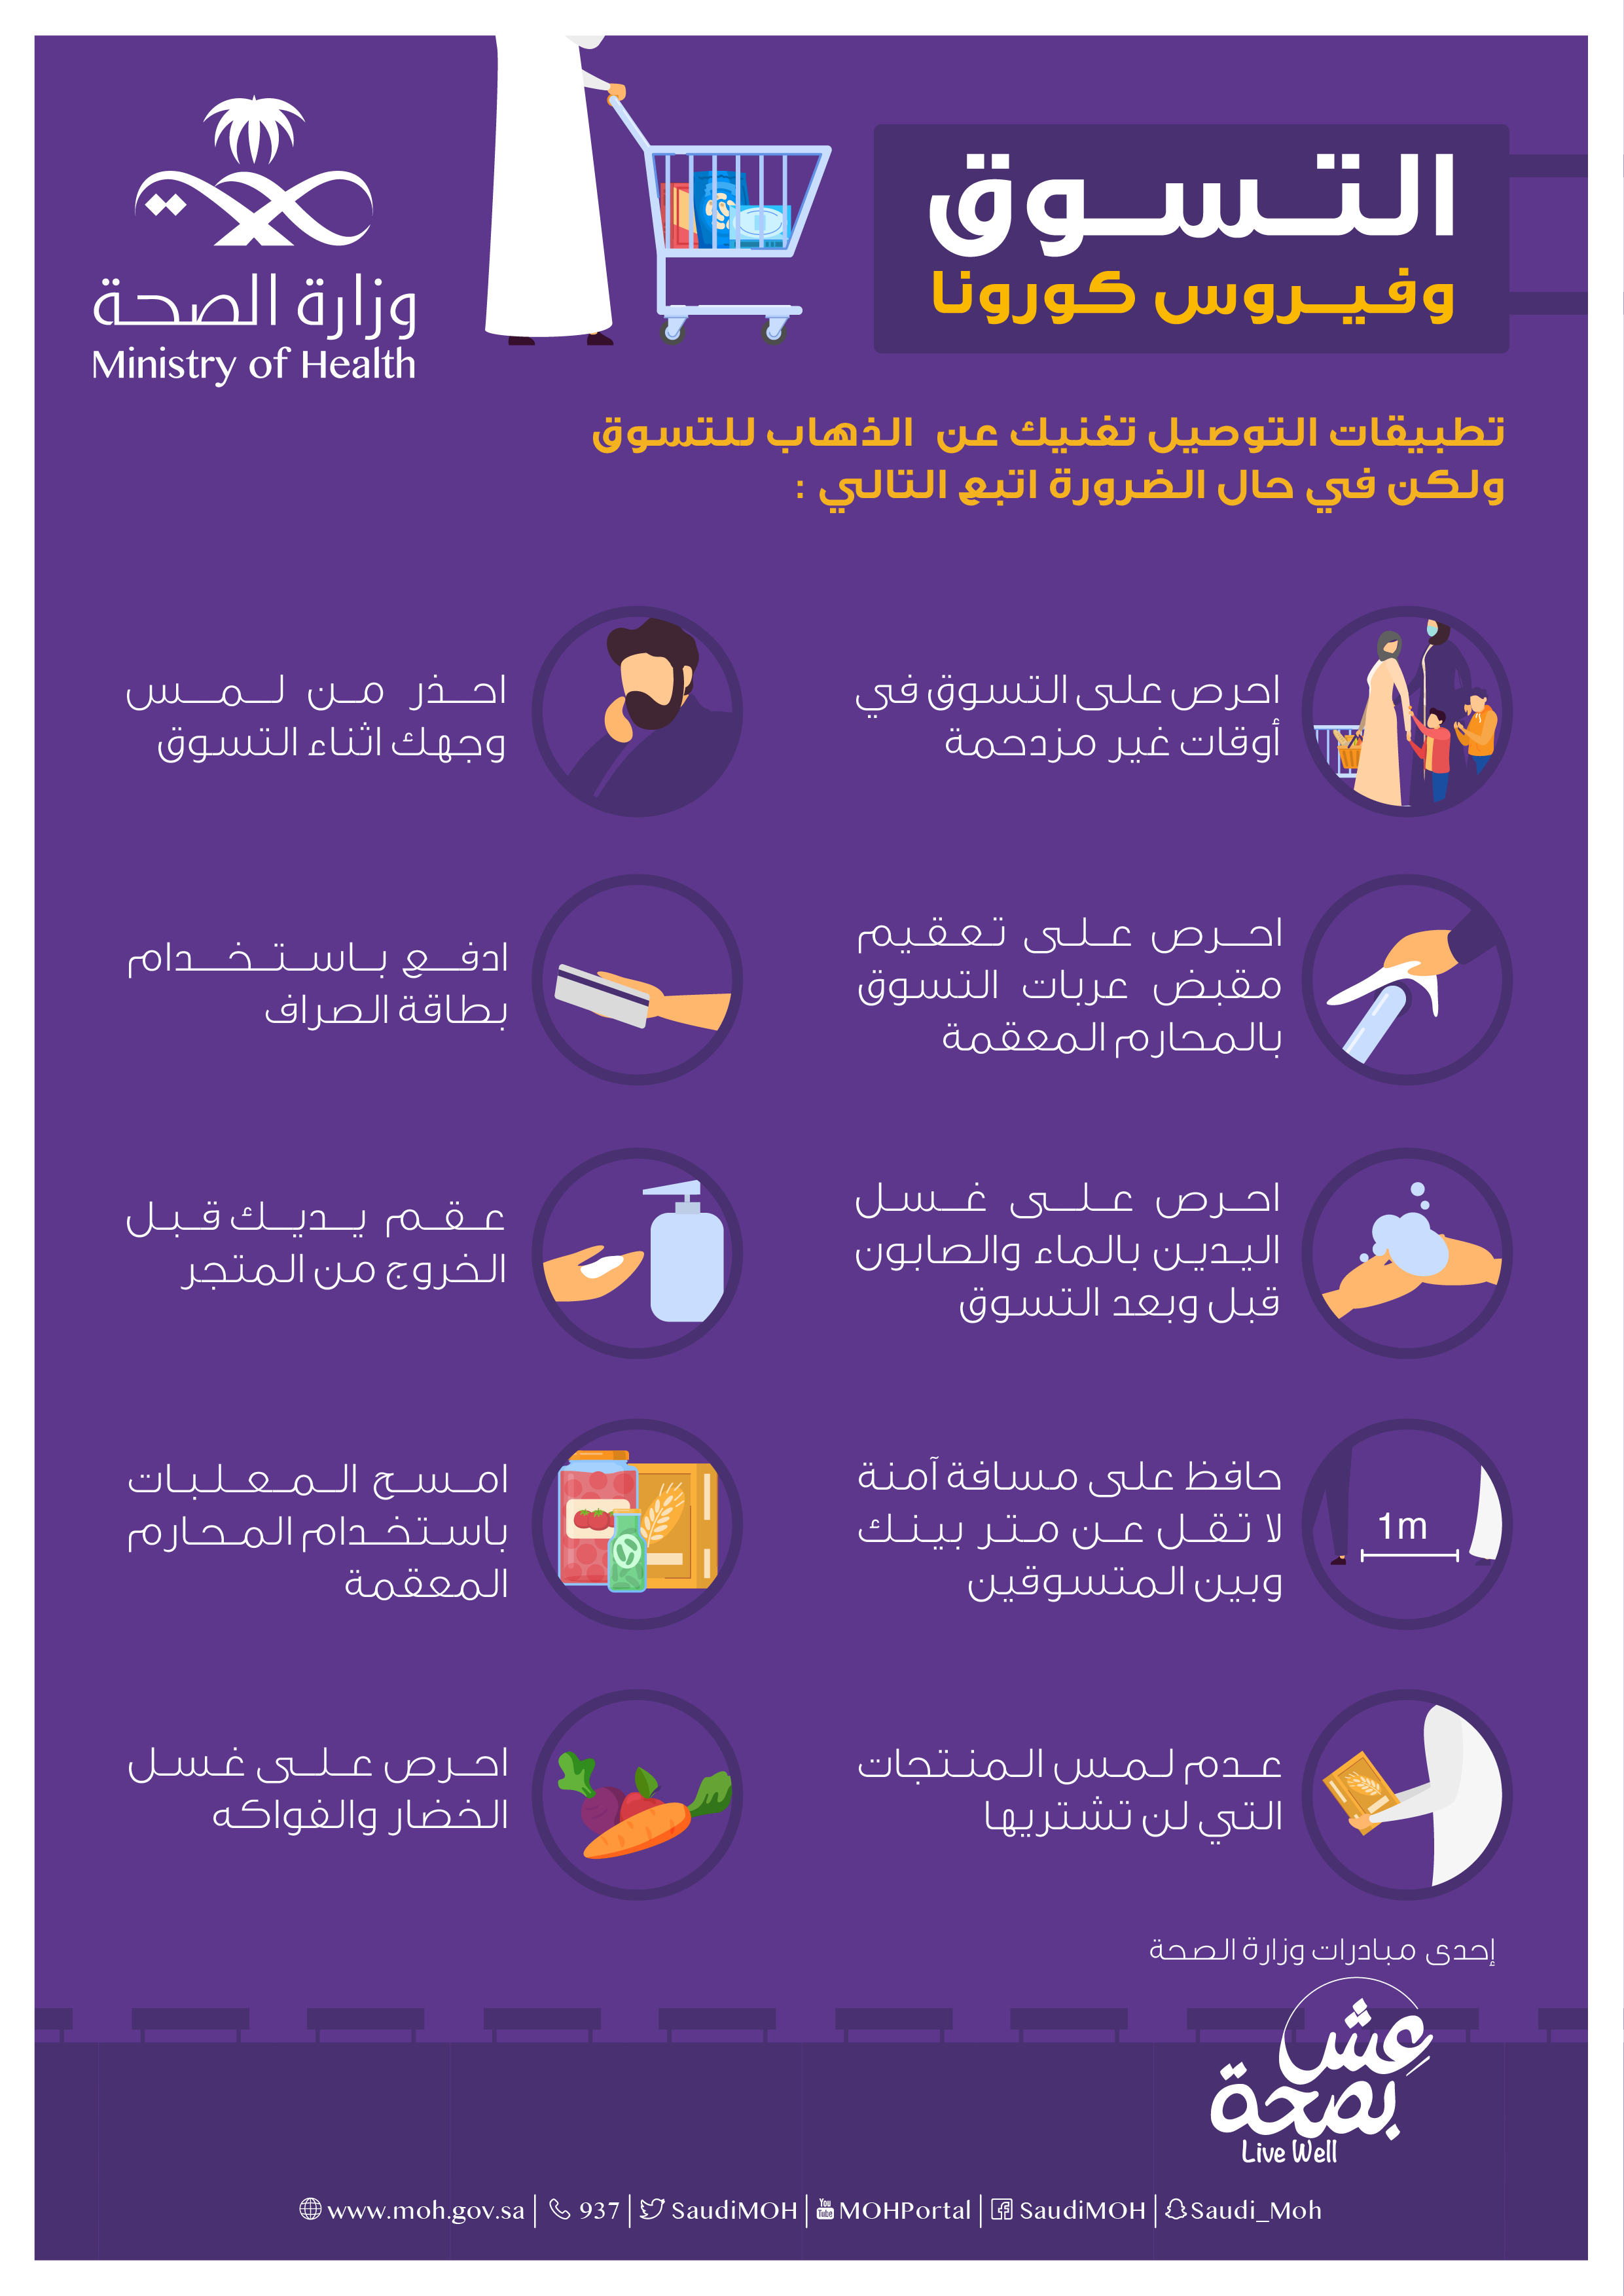 وزارة الصحة
Ministry of Health
التسوق
وفيروس كورونا
تطبيقات التوصيل تغنيك عن الذهاب للتسوق
ولكن في حال الضرورة اتبع التالي :
احرص على التسوق في
أوقات غير مزدحمة
احذر من لمس
وجهك اثناء التسوق
احرص على تعقيم
مقبض عربات التسوق
بالمحارم المعقمة
ادفع باستخدام
بطاقة الصراف
احرص على غسل
اليدين بالماء والصابون
قبل وبعد التسوق
عقم يديك قبل
الخروج من المتجر
حافظ على مسافة آمنة
لا تقل عن متر بينك
وبين المتسوقين
1m
امسح المعلبات
باستخدام المحارم
المعقمة
عدم لمس المنتجات
التي لن تشتريها
احرص على غسل
الخضار والفواكه
إحدى مبادرات وزارة الصحة
عش
بصحة
Live Well
www.moh.gov.sa | 937 | SaudiMOH | You Tube MOHPortal | SaudiMOH | Saudi_Moh